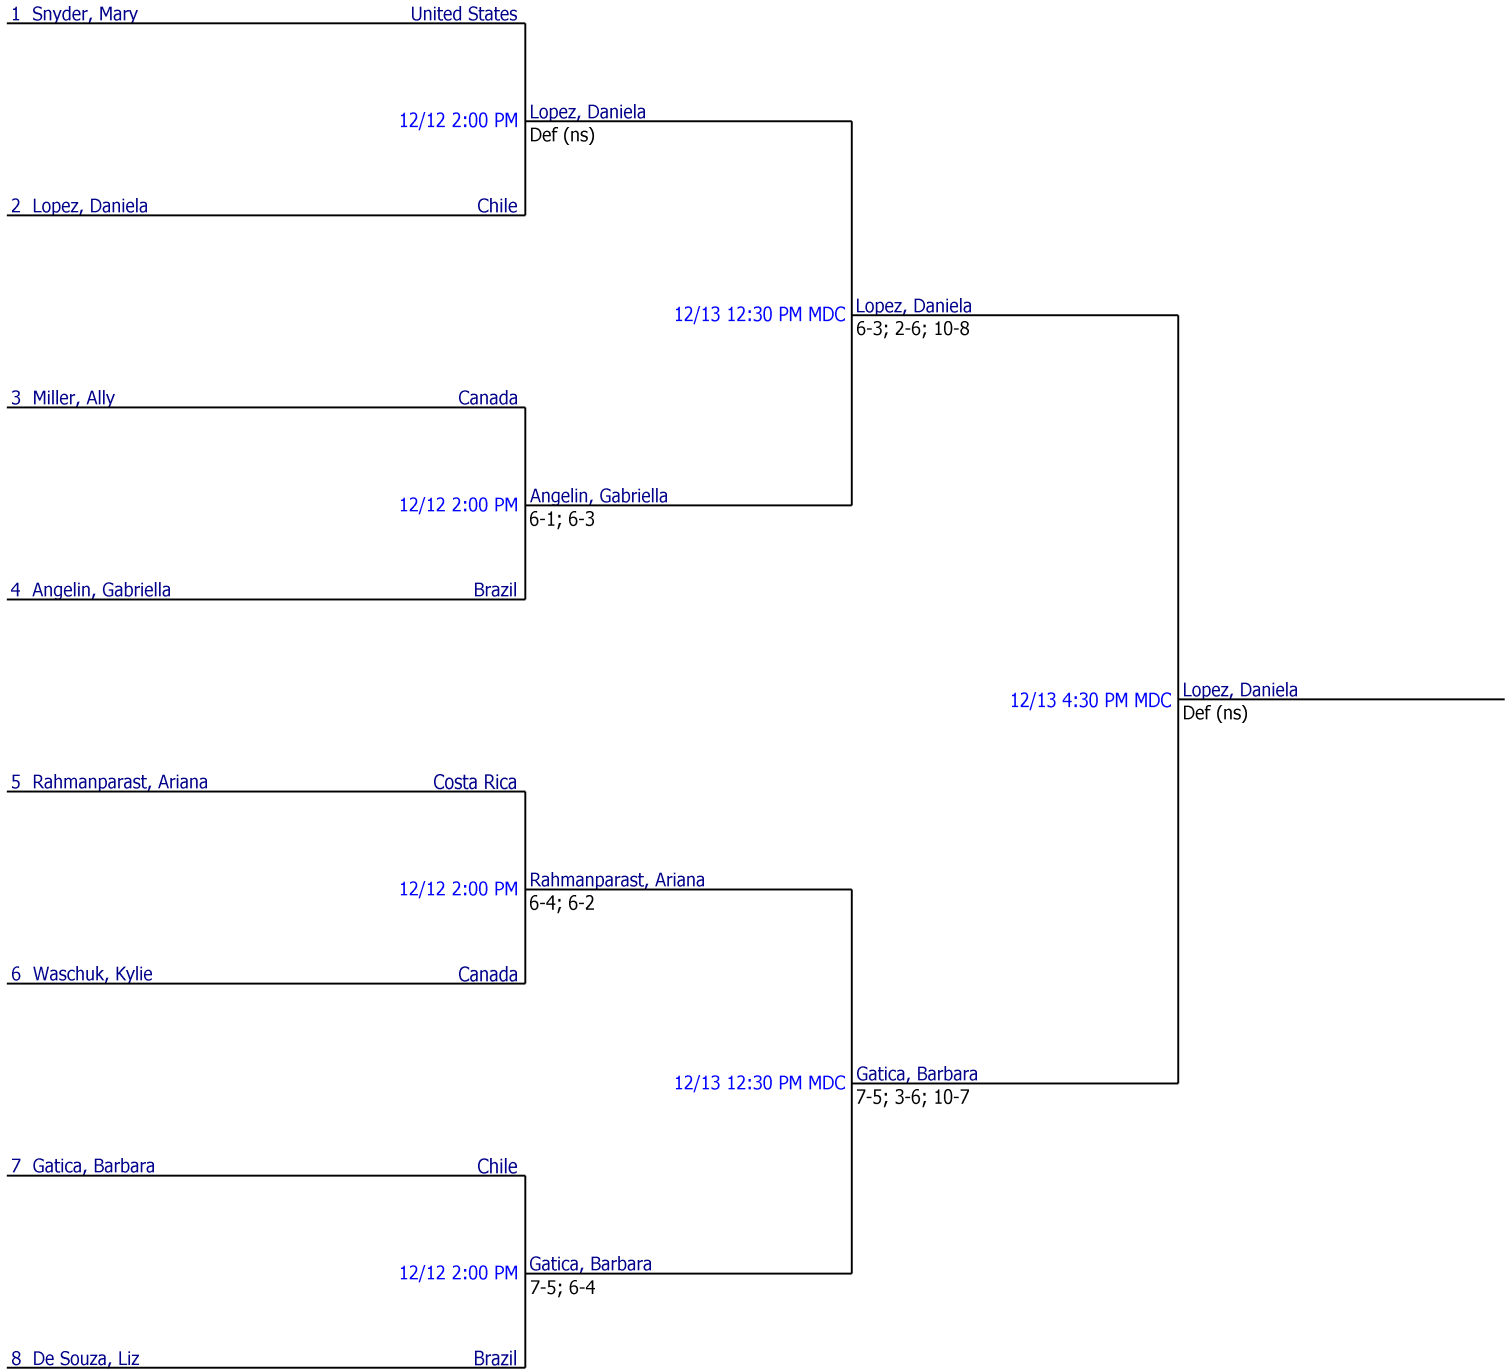 1 Snyder, Mary United States
12/12 2:00 PM
Lopez, Daniela
Def (ns)
2 Lopez, Daniela Chile
12/13 12:30 PM MDC
Lopez, Daniela
6-3; 2-6; 10-8
3 Miller, Ally Canada
12/12 2:00 PM
Angelin, Gabriella
6-1; 6-3
4 Angelin, Gabriella Brazil
12/13 4:30 PM MDC
Lopez, Daniela
Def (ns)
5 Rahmanparast, Ariana Costa Rica
12/12 2:00 PM
Rahmanparast, Ariana
6-4; 6-2
6 Waschuk, Kylie Canada
12/13 12:30 PM MDC
Gatica, Barbara
7-5; 3-6; 10-7
7 Gatica, Barbara Chile
12/12 2:00 PM
Gatica, Barbara
7-5; 6-4
8 De Souza, Liz Brazil